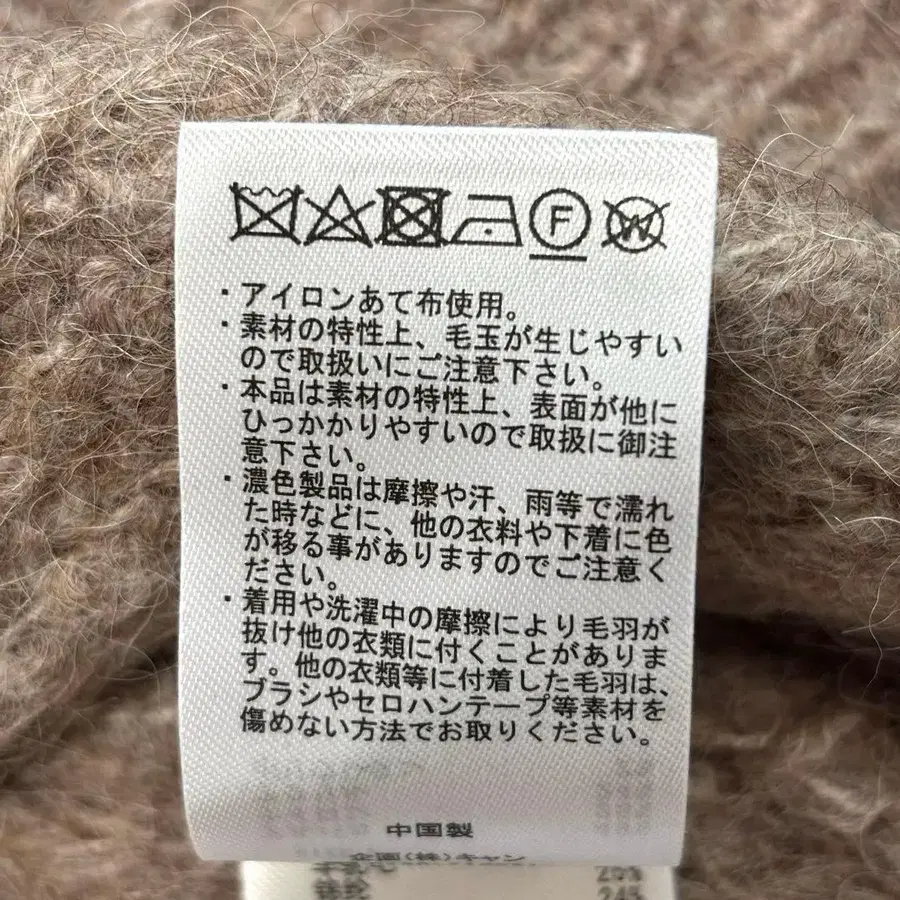 F
W
・アイロンあて布使用。
・素材の特性上、毛玉が生じやすい
ので取扱いにご注意下さい。
・本品は素材の特性上、表面が他に
ひっかかりやすいので取扱に御注
意下さい。
・濃色製品は摩擦や汗、雨等で濡れ
た時などに、他の衣料や下着に色
が移る事がありますのでご注意く
ださい。
・着用や洗濯中の摩擦により毛羽が
抜け他の衣類に付くことがありま
す。他の衣類等に付着した毛羽は、
ブラシやセロハンテープ等素材を
傷めない方法でお取りください。
中国製
企画(株)キャン